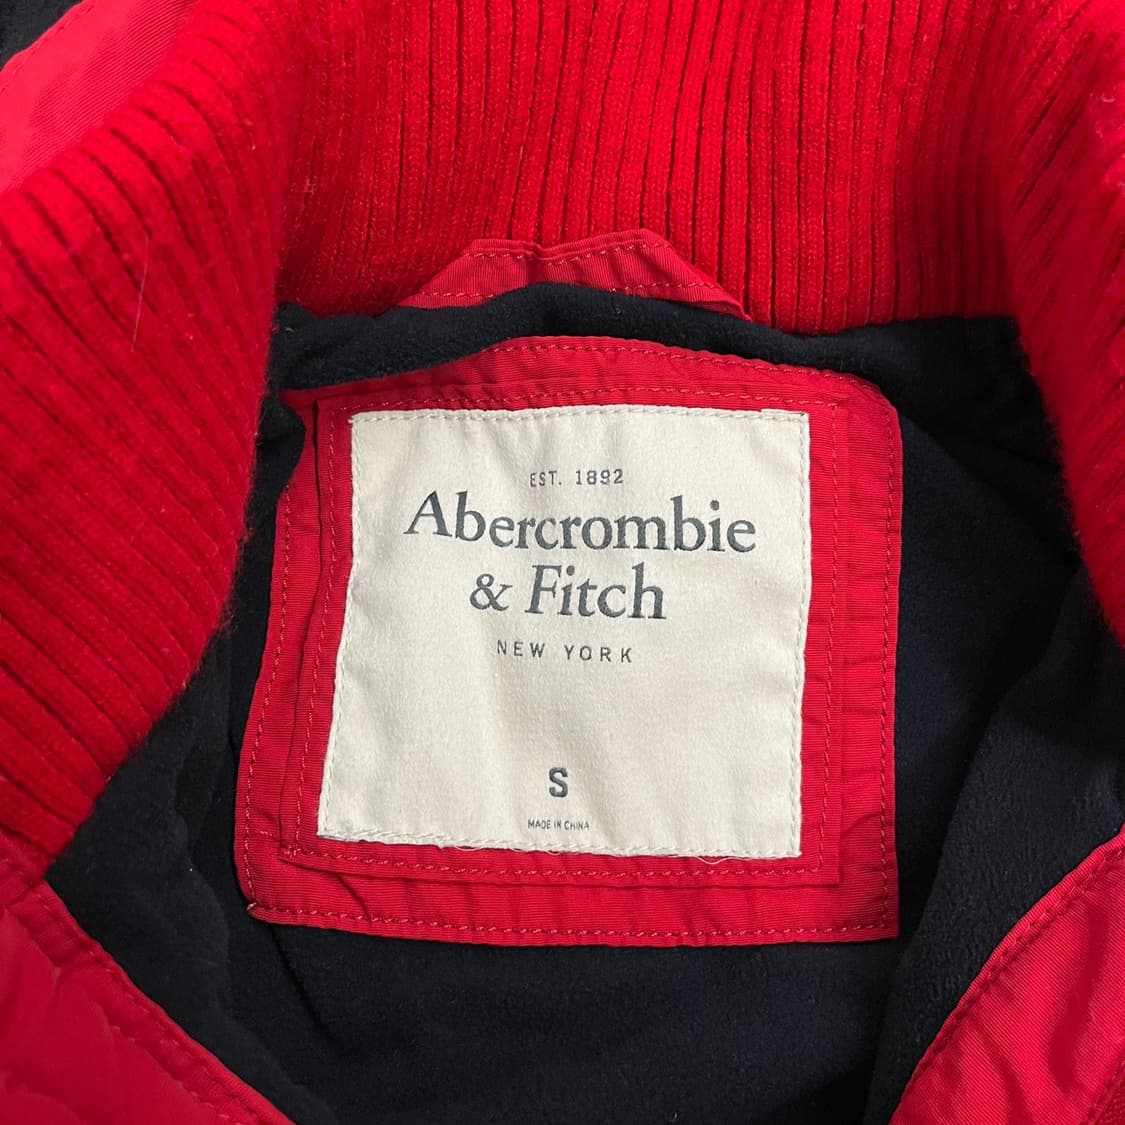 EST. 1892
Abercrombie
& Fitch
NEW YORK
S
MADE IN CHINA